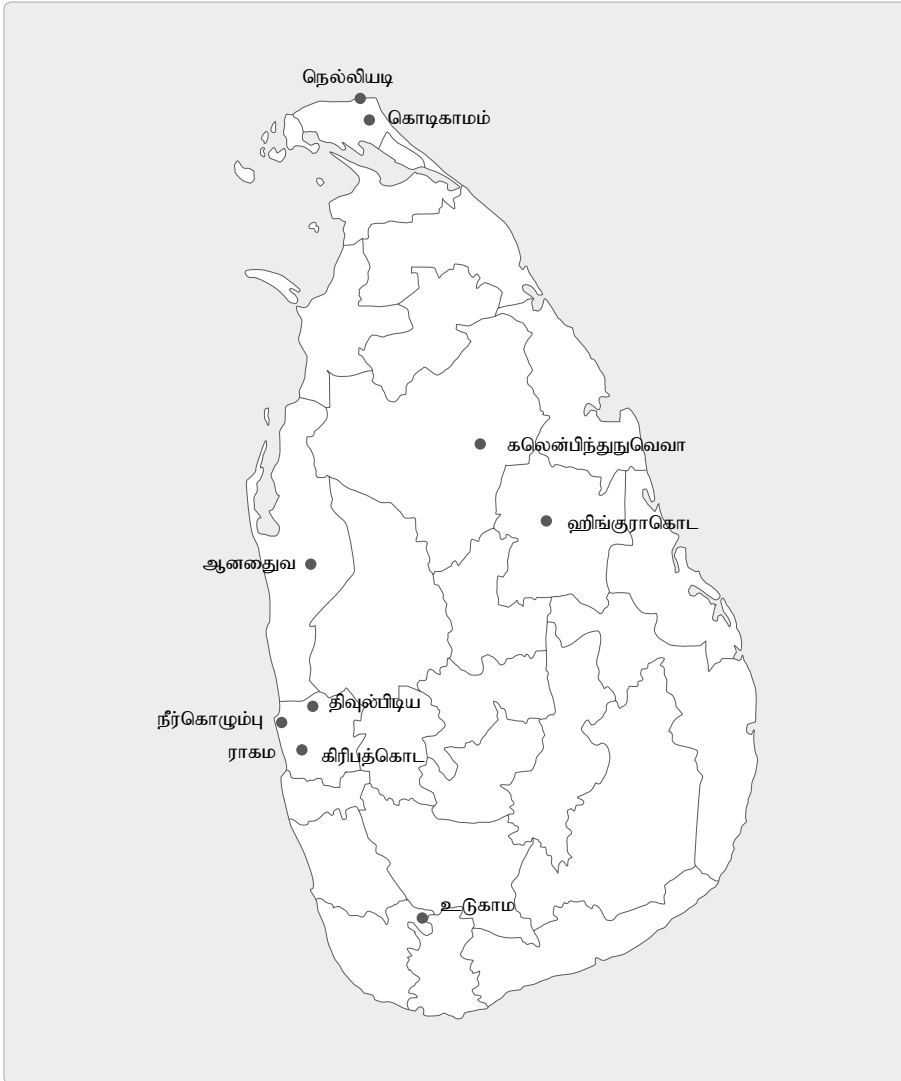 நெல்லியடி
கொடிகாமம்
கலென்பிந்துநுவெவா
ஹிங்குராகொட
ஆனதைுவ
திவுல்பிடிய
நீர்கொழும்பு
ராகம
கிரிபத்கொட
உடுகாம